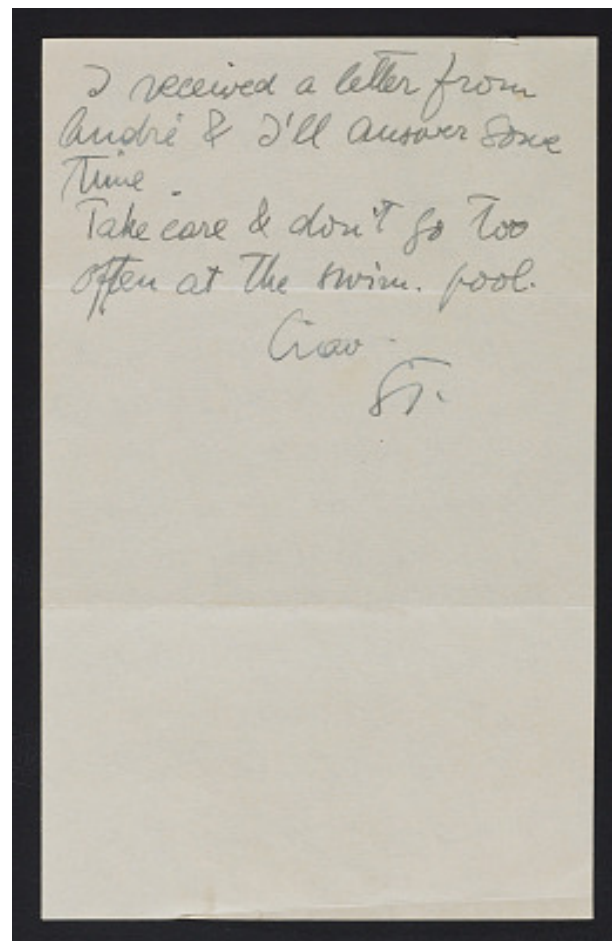 I received a letter from
André & I'll answer some
time.
Take care & don't go too
often at the swim. pool.
Ciao -
ST.